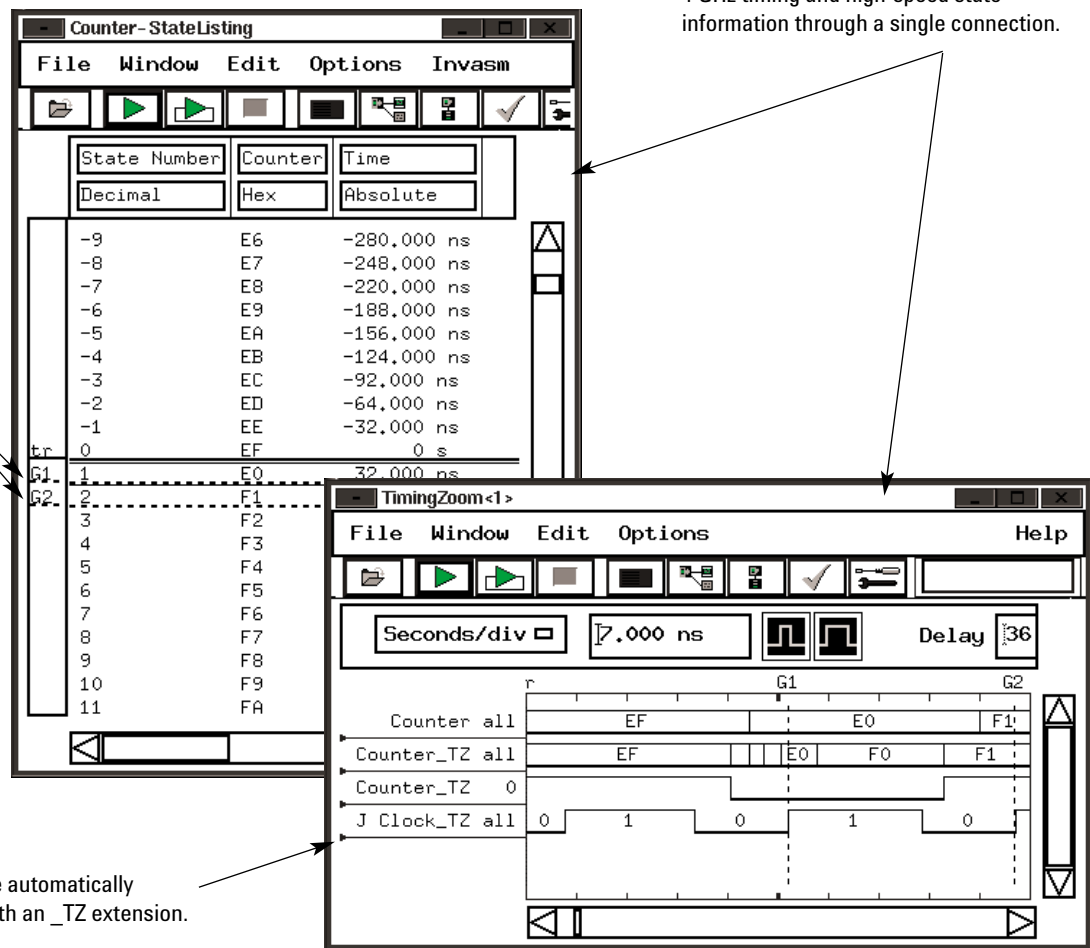 information through a single connection.
Counter-StateListing
File Window Edit Options Invasm
State Number Counter Time
Decimal Hex Absolute
-9 E6 -280.000 ns
-8 E7 -248.000 ns
-7 E8 -220.000 ns
-6 E9 -188.000 ns
-5 EA -156.000 ns
-4 EB -124.000 ns
-3 EC -92.000 ns
-2 ED -64.000 ns
-1 EE -32.000 ns
tr 0 EF 0 s
G1 1 E0 32.000 ns
G2 2 F1
3 F2
4 F3
5 F4
6 F5
7 F6
8 F7
9 F8
10 F9
11 FA
TimingZoom<1>
File Window Edit Options Help
Seconds/div 7.000 ns Delay 36
r G1 G2
Counter all EF E0 F1
Counter_TZ all EF E0 F0 F1
Counter_TZ 0
J Clock_TZ all 0 1 0 1 0
e automatically
th an _TZ extension.